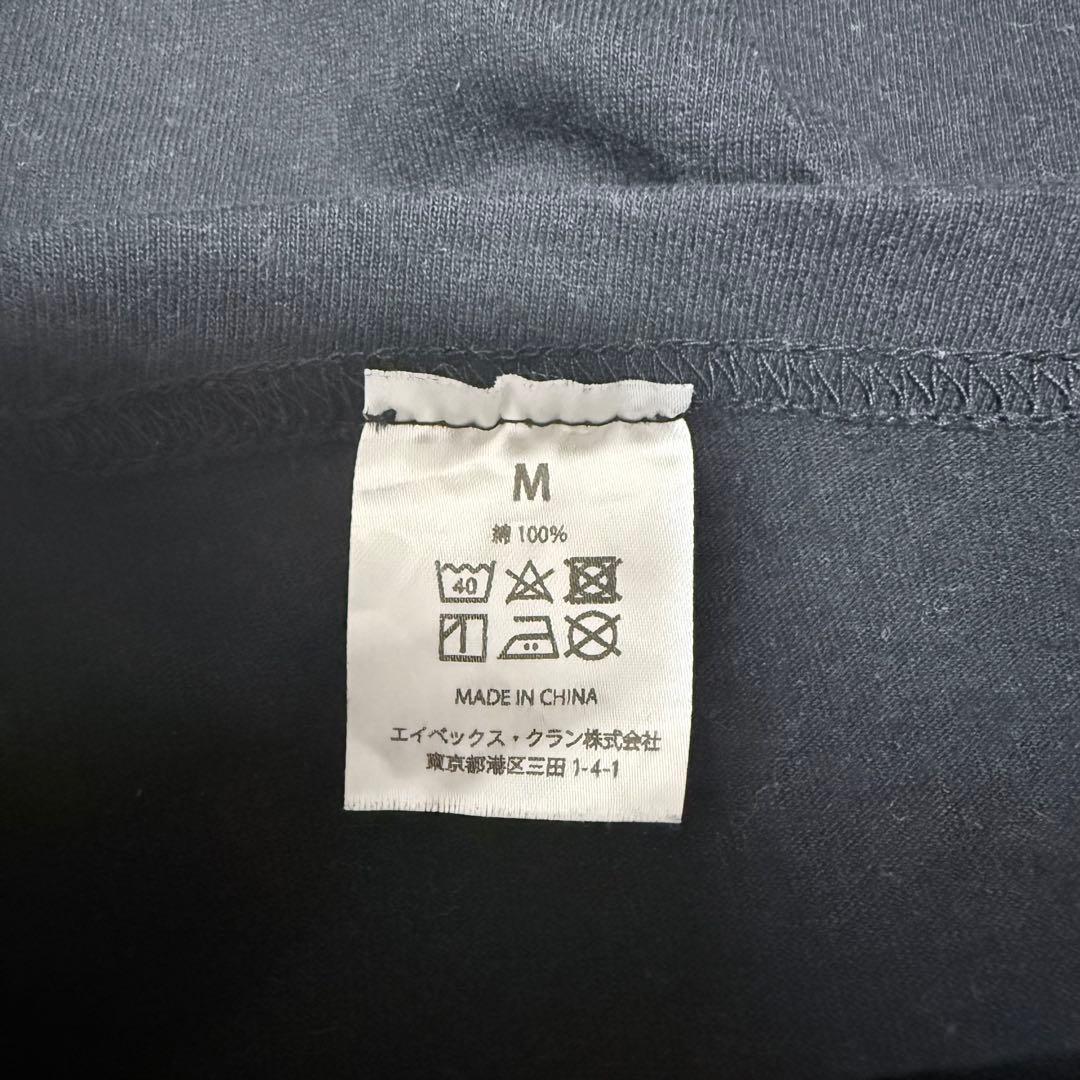 M
綿 100%
40
MADE IN CHINA
エイベックス・クラン株式会社
東京都港区三田 1-4-1